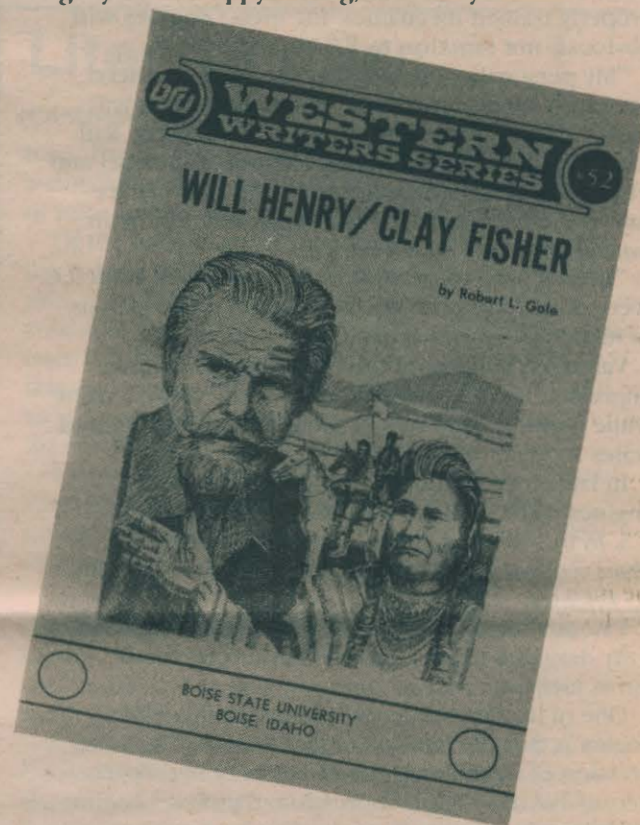 bsu
WESTERN
WRITERS SERIES
52
WILL HENRY/CLAY FISHER
by Robert L. Gale
BOISE STATE UNIVERSITY
BOISE, IDAHO